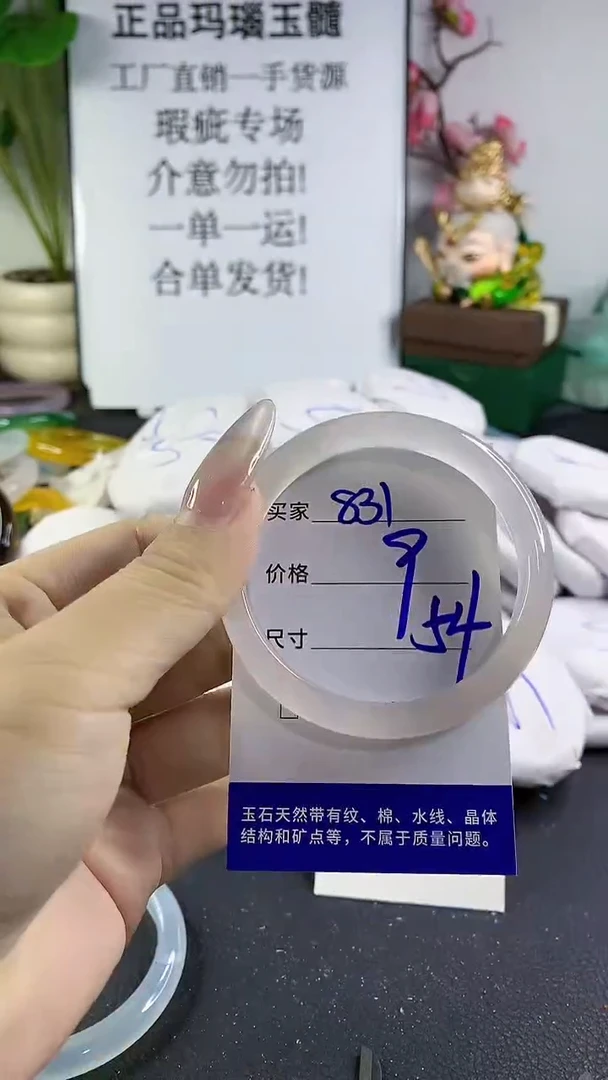 正品玛瑙玉髓
工厂直销一手货源
瑕疵专场
介意勿拍!
一单一运!
合单发货!
买家 831
价格 9
尺寸 54
玉石天然带有纹、棉、水线、晶体
结构和矿点等，不属于质量问题。